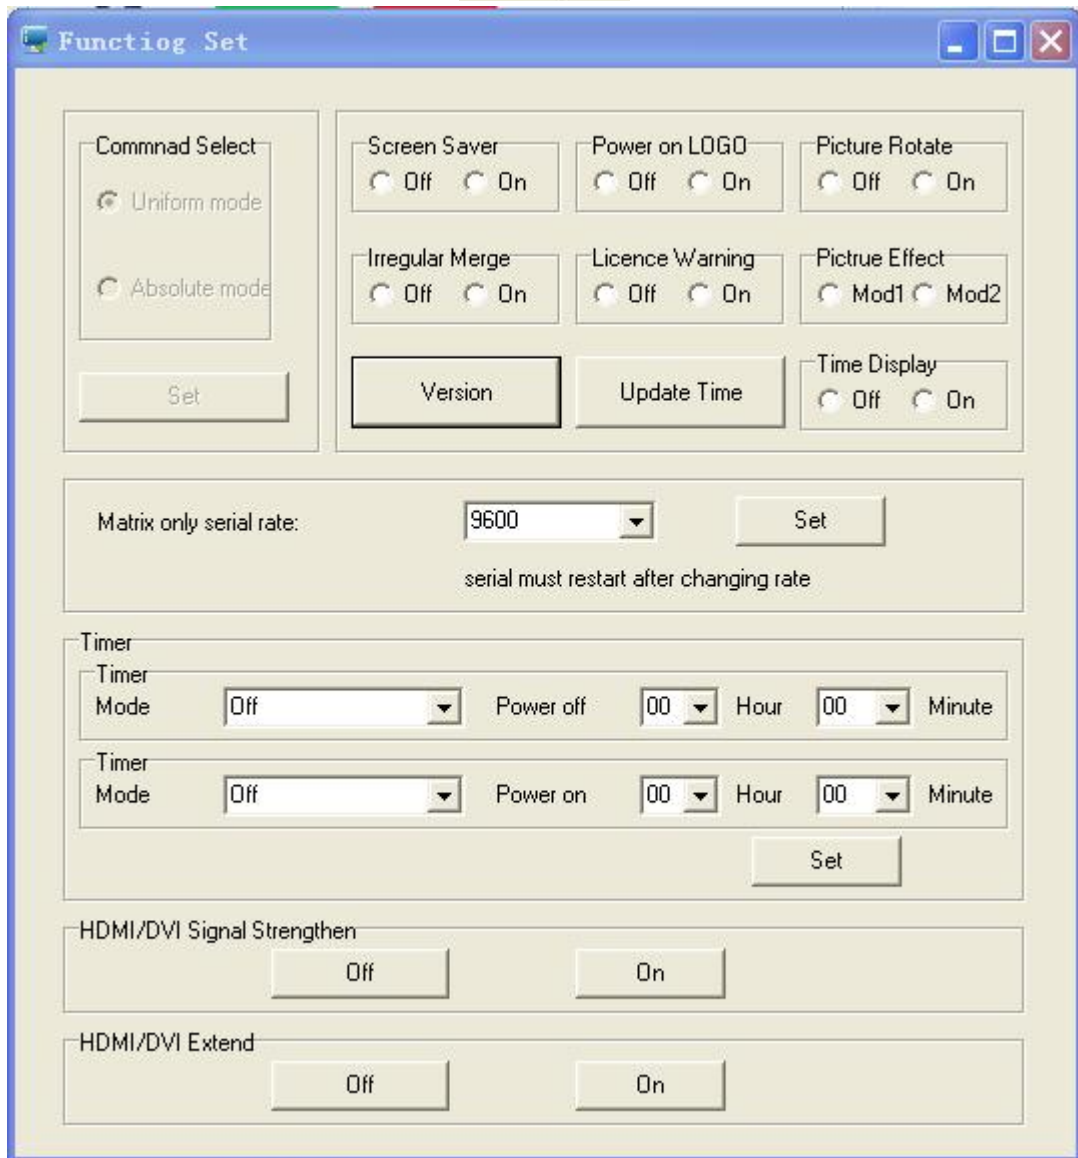 Functiog Set
Commnad Select
Uniform mode
Absolute mode
Set
Screen Saver
Off On
Power on LOGO
Off On
Picture Rotate
Off On
Irregular Merge
Off On
Licence Warning
Off On
Pictrue Effect
Mod1 Mod2
Version
Update Time
Time Display
Off On
Matrix only serial rate: 9600 Set
serial must restart after changing rate
Timer
Timer
Mode Off Power off 00 Hour 00 Minute
Timer
Mode Off Power on 00 Hour 00 Minute
Set
HDMI/DVI Signal Strengthen
Off On
HDMI/DVI Extend
Off On